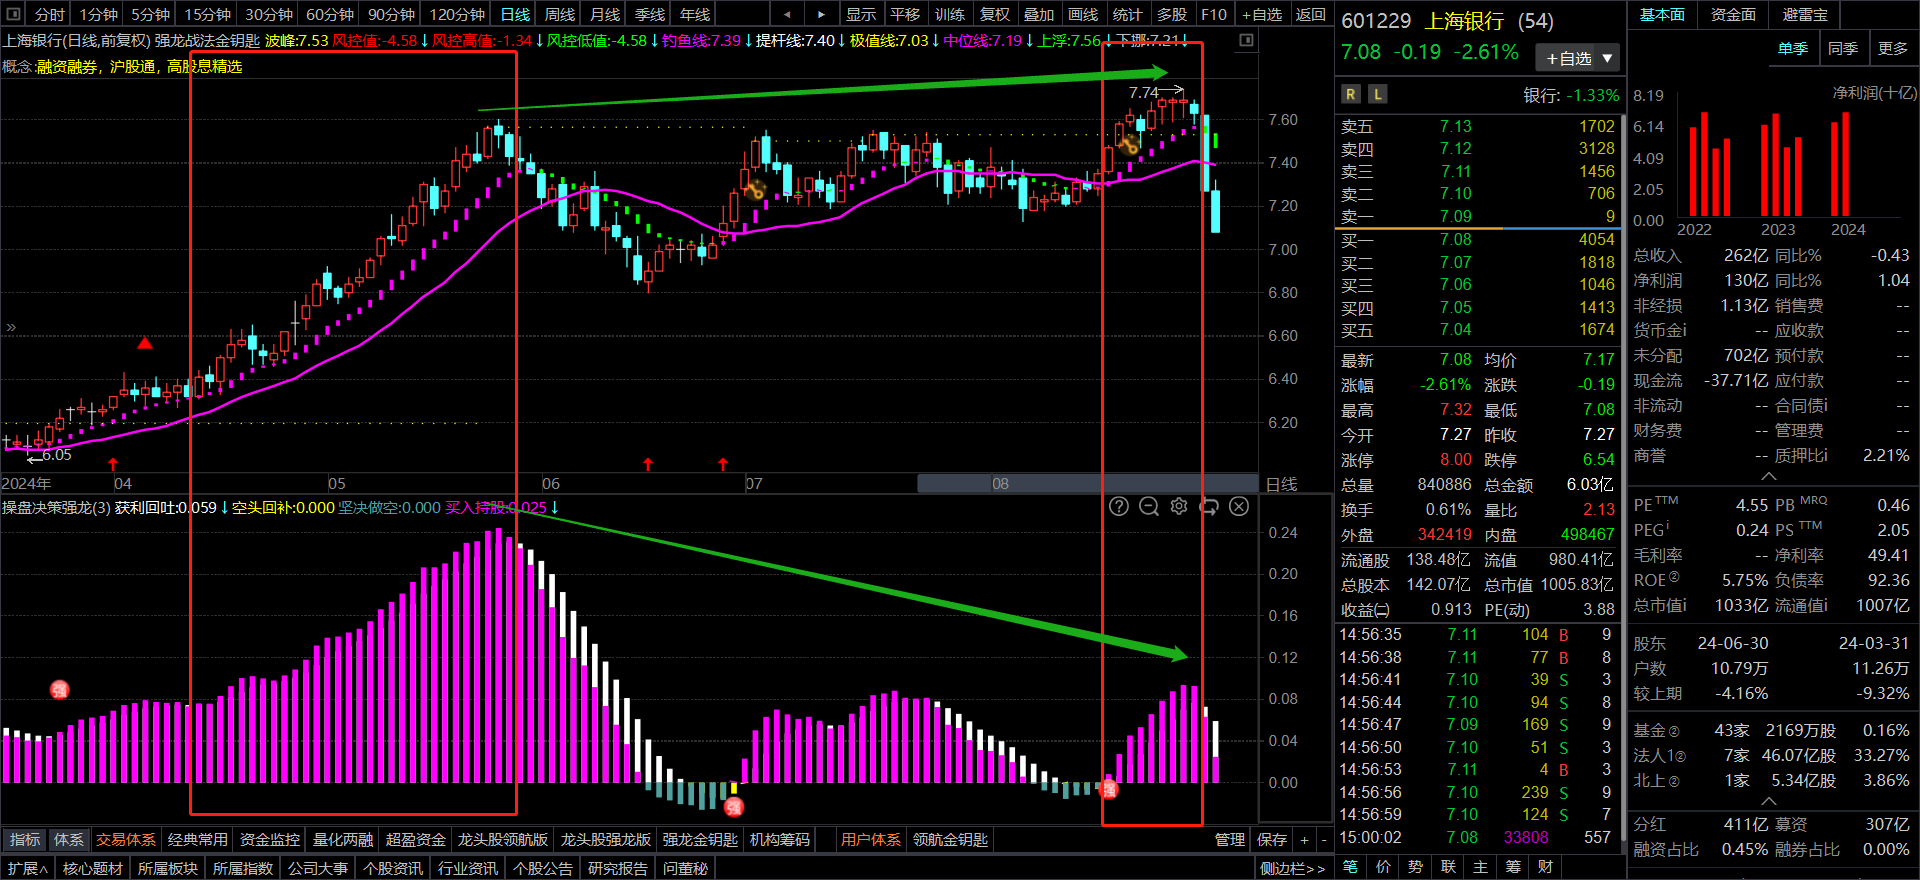 分时 1分钟 5分钟 15分钟 30分钟 60分钟 90分钟 120分钟 日线 周线 月线 季线 年线 显示 平移 训练 复权 叠加 画线 统计 多股 F10 +自选 返回
上海银行(日线,前复权) 强龙战法金钥匙 波峰:7.53 风控值:-4.58↓ 风控高值:-1.34↓ 风控低值:-4.58↓ 钓鱼线:7.39↓ 提杆线:7.40↓ 极值线:7.03↓ 中位线:7.19↓ 上浮:7.56↓ 下挪:7.21↓
概念:融资融券, 沪股通, 高股息精选
7.74
7.60
7.40
7.20
7.00
6.80
6.60
6.40
6.20
6.05
2024年 04 05 06 07 08 日线
操盘决策强龙(3) 获利回吐:0.059↓ 空头回补:0.000 坚决做空:0.000 买入持股:0.025↓
0.24
0.20
0.16
0.12
0.08
0.04
0.00
强
强
强
指标 体系 交易体系 经典常用 资金监控 量化两融 超盈资金 龙头股领航版 龙头股强龙版 强龙金钥匙 机构筹码 用户体系 领航金钥匙 管理 保存 + -
扩展∧ 核心题材 所属板块 所属指数 公司大事 个股资讯 行业资讯 个股公告 研究报告 问董秘 侧边栏>>
601229 上海银行 (54)
7.08 -0.19 -2.61% +自选 ▼
R L 银行: -1.33%
卖五 7.13 1702
卖四 7.12 3128
卖三 7.11 1456
卖二 7.10 706
卖一 7.09 9
买一 7.08 4054
买二 7.07 1818
买三 7.06 1046
买四 7.05 1413
买五 7.04 1674
最新 7.08 均价 7.17
涨幅 -2.61% 涨跌 -0.19
最高 7.32 最低 7.08
今开 7.27 昨收 7.27
涨停 8.00 跌停 6.54
总量 840886 总金额 6.03亿
换手 0.61% 量比 2.13
外盘 342419 内盘 498467
流通股 138.48亿 流值 980.41亿
总股本 142.07亿 总市值 1005.83亿
收益㈡ 0.913 PE(动) 3.88
14:56:35 7.11 104 B 9
14:56:38 7.11 77 B 8
14:56:41 7.10 39 S 3
14:56:44 7.10 94 S 8
14:56:47 7.09 169 S 9
14:56:50 7.10 51 S 3
14:56:53 7.11 4 B 3
14:56:56 7.10 239 S 9
14:56:59 7.10 124 S 7
15:00:02 7.08 33808 557
笔 价 势 联 主 筹 财
基本面 资金面 避雷宝
单季 同季 更多
净利润(十亿)
8.19
6.14
4.09
2.05
0.00
2022 2023 2024
总收入 262亿 同比% -0.43
净利润 130亿 同比% 1.04
非经损 1.13亿 销售费 --
货币金i -- 应收款 --
未分配 702亿 预付款 --
现金流 -37.71亿 应付款 --
非流动 -- 合同债i --
财务费 -- 管理费 --
商誉 -- 质押比i 2.21%
PE TTM 4.55 PB MRQ 0.46
PEG i 0.24 PS TTM 2.05
毛利率 -- 净利率 49.41
ROE② 5.75% 负债率 92.36
总市值i 1033亿 流通值i 1007亿
股东 24-06-30 24-03-31
户数 10.79万 11.26万
较上期 -4.16% -9.32%
基金② 43家 2169万股 0.16%
法人1② 7家 46.07亿股 33.27%
北上② 1家 5.34亿股 3.86%
分红 411亿 募资 307亿
融资占比 0.45% 融券占比 0.00%